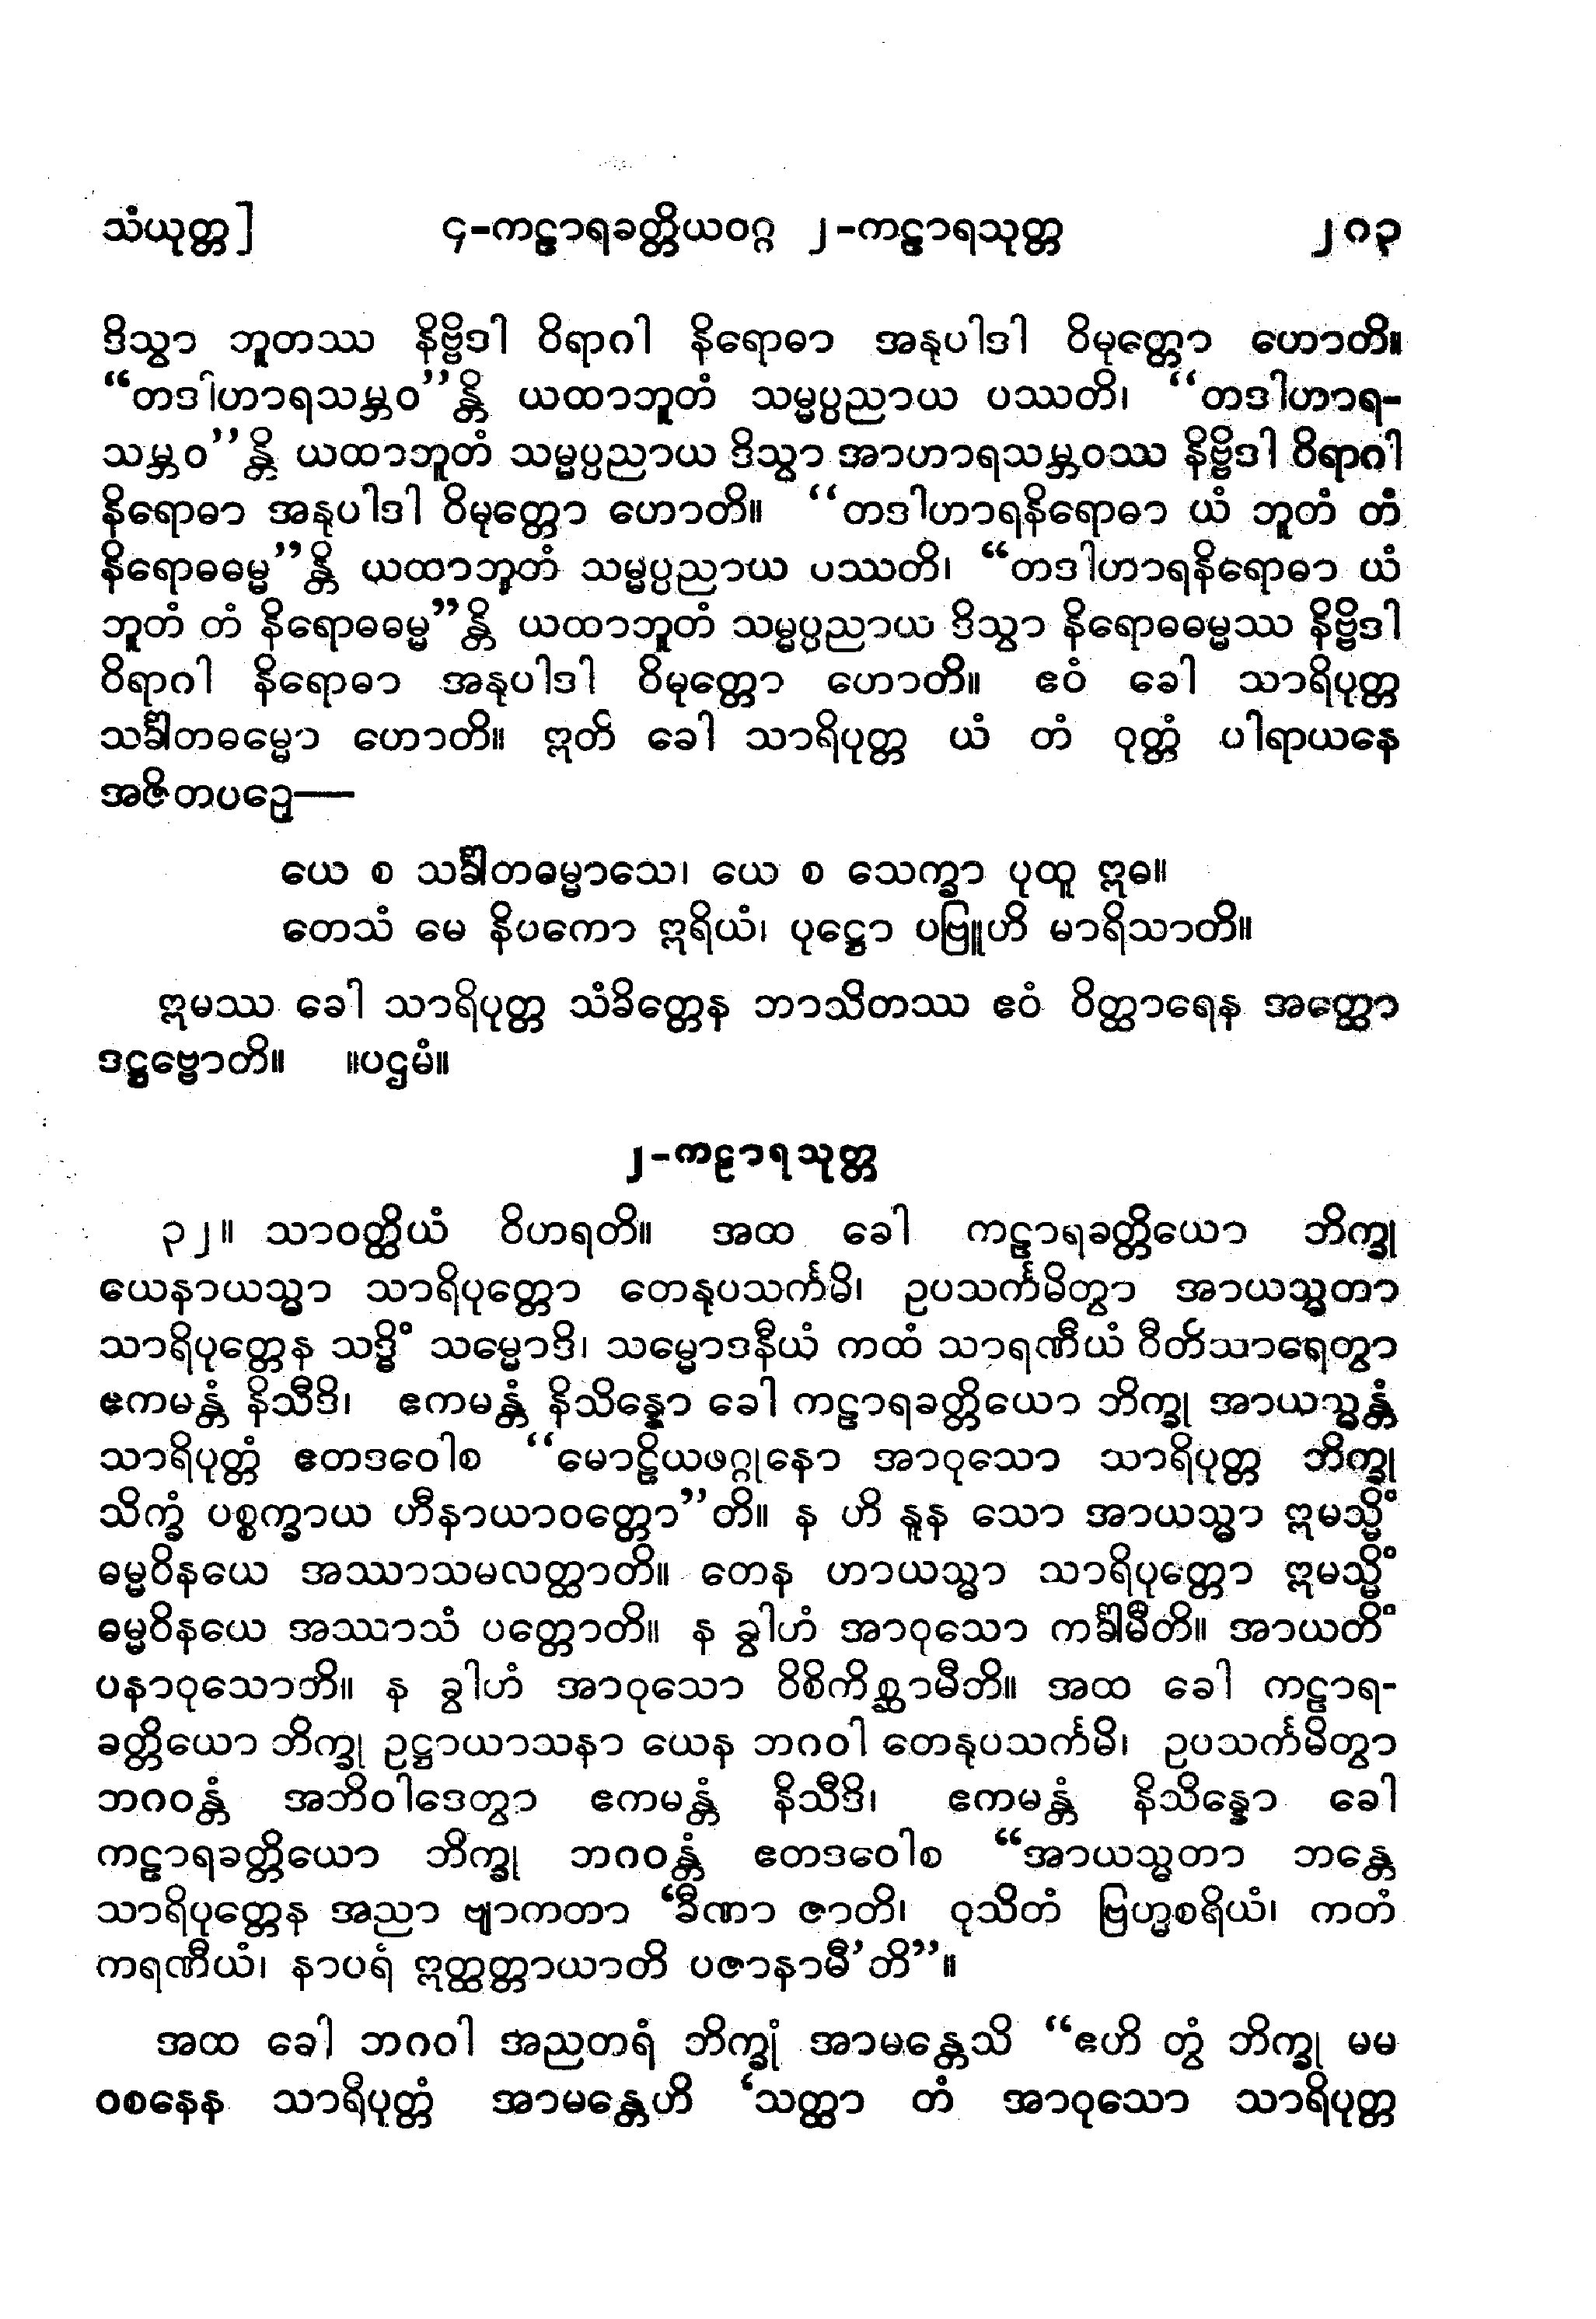 သံယုတ္တ] ၄-ကဠာရခတ္တိယဝဂ္ဂ ၂-ကဠာရသုတ္တ ၂၀၃
ဒိသွာ ဘူတဿ နိဗ္ဗိဒါ ဝိရာဂါ နိရောဓာ အနုပါဒါ ဝိမုတ္တော ဟောတိ။
“တဒါဟာရသမ္ဘဝ”န္တိ ယထာဘူတံ သမ္မပ္ပညာယ ပဿတိ၊ “တဒါဟာရ-
သမ္ဘဝ”န္တိ ယထာဘူတံ သမ္မပ္ပညာယ ဒိသွာ အာဟာရသမ္ဘဝဿ နိဗ္ဗိဒါ ဝိရာဂါ
နိရောဓာ အနုပါဒါ ဝိမုတ္တော ဟောတိ။ “တဒါဟာရနိရောဓာ ယံ ဘူတံ တံ
နိရောဓဓမ္မ”န္တိ ယထာဘူတံ သမ္မပ္ပညာယ ပဿတိ၊ “တဒါဟာရနိရောဓာ ယံ
ဘူတံ တံ နိရောဓဓမ္မ”န္တိ ယထာဘူတံ သမ္မပ္ပညာယ ဒိသွာ နိရောဓဓမ္မဿ နိဗ္ဗိဒါ
ဝိရာဂါ နိရောဓာ အနုပါဒါ ဝိမုတ္တော ဟောတိ။ ဧဝံ ခေါ သာရိပုတ္တ
သင်္ခါတဓမ္မော ဟောတိ။ ဣတိ ခေါ သာရိပုတ္တ ယံ တံ ဝုတ္တံ ပါရာယနေ
အဇိတပဥှေ—
ယေ စ သင်္ခါတဓမ္မာသေ၊ ယေ စ သေက္ခာ ပုထူ ဣဓ။
တေသံ မေ နိပကော ဣရိယံ၊ ပုဋ္ဌော ပဗြူဟိ မာရိသာတိ။
ဣမဿ ခေါ သာရိပုတ္တ သံခိတ္တေန ဘာသိတဿ ဧဝံ ဝိတ္ထာရေန အတ္ထော
ဒဋ္ဌဗ္ဗောတိ။ ။ပဌမံ။
၂-ကဠာရသုတ္တ
၃၂။ သာဝတ္ထိယံ ဝိဟရတိ။ အထ ခေါ ကဠာရခတ္တိယော ဘိက္ခု
ယေနာယသ္မာ သာရိပုတ္တော တေနုပသင်္ကမိ၊ ဥပသင်္ကမိတွာ အာယသ္မတာ
သာရိပုတ္တေန သဒ္ဓိံ သမ္မောဒိ၊ သမ္မောဒနီယံ ကထံ သာရဏီယံ ဝီတိသာရေတွာ
ဧကမန္တံ နိသီဒိ၊ ဧကမန္တံ နိသိန္နော ခေါ ကဠာရခတ္တိယော ဘိက္ခု အာယသ္မန္တံ
သာရိပုတ္တံ ဧတဒဝေါစ “မောဠိယဖဂ္ဂုနော အာဝုသော သာရိပုတ္တ ဘိက္ခု
သိက္ခံ ပစ္စက္ခာယ ဟီနာယာဝတ္တော”တိ။ န ဟိ နူန သော အာယသ္မာ ဣမသ္မိံ
ဓမ္မဝိနယေ အဿာသမလတ္ထာတိ။ တေန ဟာယသ္မာ သာရိပုတ္တော ဣမသ္မိံ
ဓမ္မဝိနယေ အဿာသံ ပတ္တောတိ။ န ခွါဟံ အာဝုသော ကင်္ခါမီတိ။ အာယတိံ
ပနာဝုသောတိ။ န ခွါဟံ အာဝုသော ဝိစိကိစ္ဆာမီတိ။ အထ ခေါ ကဠာရ-
ခတ္တိယော ဘိက္ခု ဥဋ္ဌာယာသနာ ယေန ဘဂဝါ တေနုပသင်္ကမိ၊ ဥပသင်္ကမိတွာ
ဘဂဝန္တံ အဘိဝါဒေတွာ ဧကမန္တံ နိသီဒိ၊ ဧကမန္တံ နိသိန္နော ခေါ
ကဠာရခတ္တိယော ဘိက္ခု ဘဂဝန္တံ ဧတဒဝေါစ “အာယသ္မတာ ဘန္တေ
သာရိပုတ္တေန အညာ ဗျာကတာ ‘ခီဏာ ဇာတိ၊ ဝုသိတံ ဗြဟ္မစရိယံ၊ ကတံ
ကရဏီယံ၊ နာပရံ ဣတ္ထတ္တာယာတိ ပဇာနာမီ’တိ”။
အထ ခေါ ဘဂဝါ အညတရံ ဘိက္ခုံ အာမန္တေသိ “ဧဟိ တွံ ဘိက္ခု မမ
ဝစနေန သာရိပုတ္တံ အာမန္တေဟိ ‘သတ္ထာ တံ အာဝုသော သာရိပုတ္တ